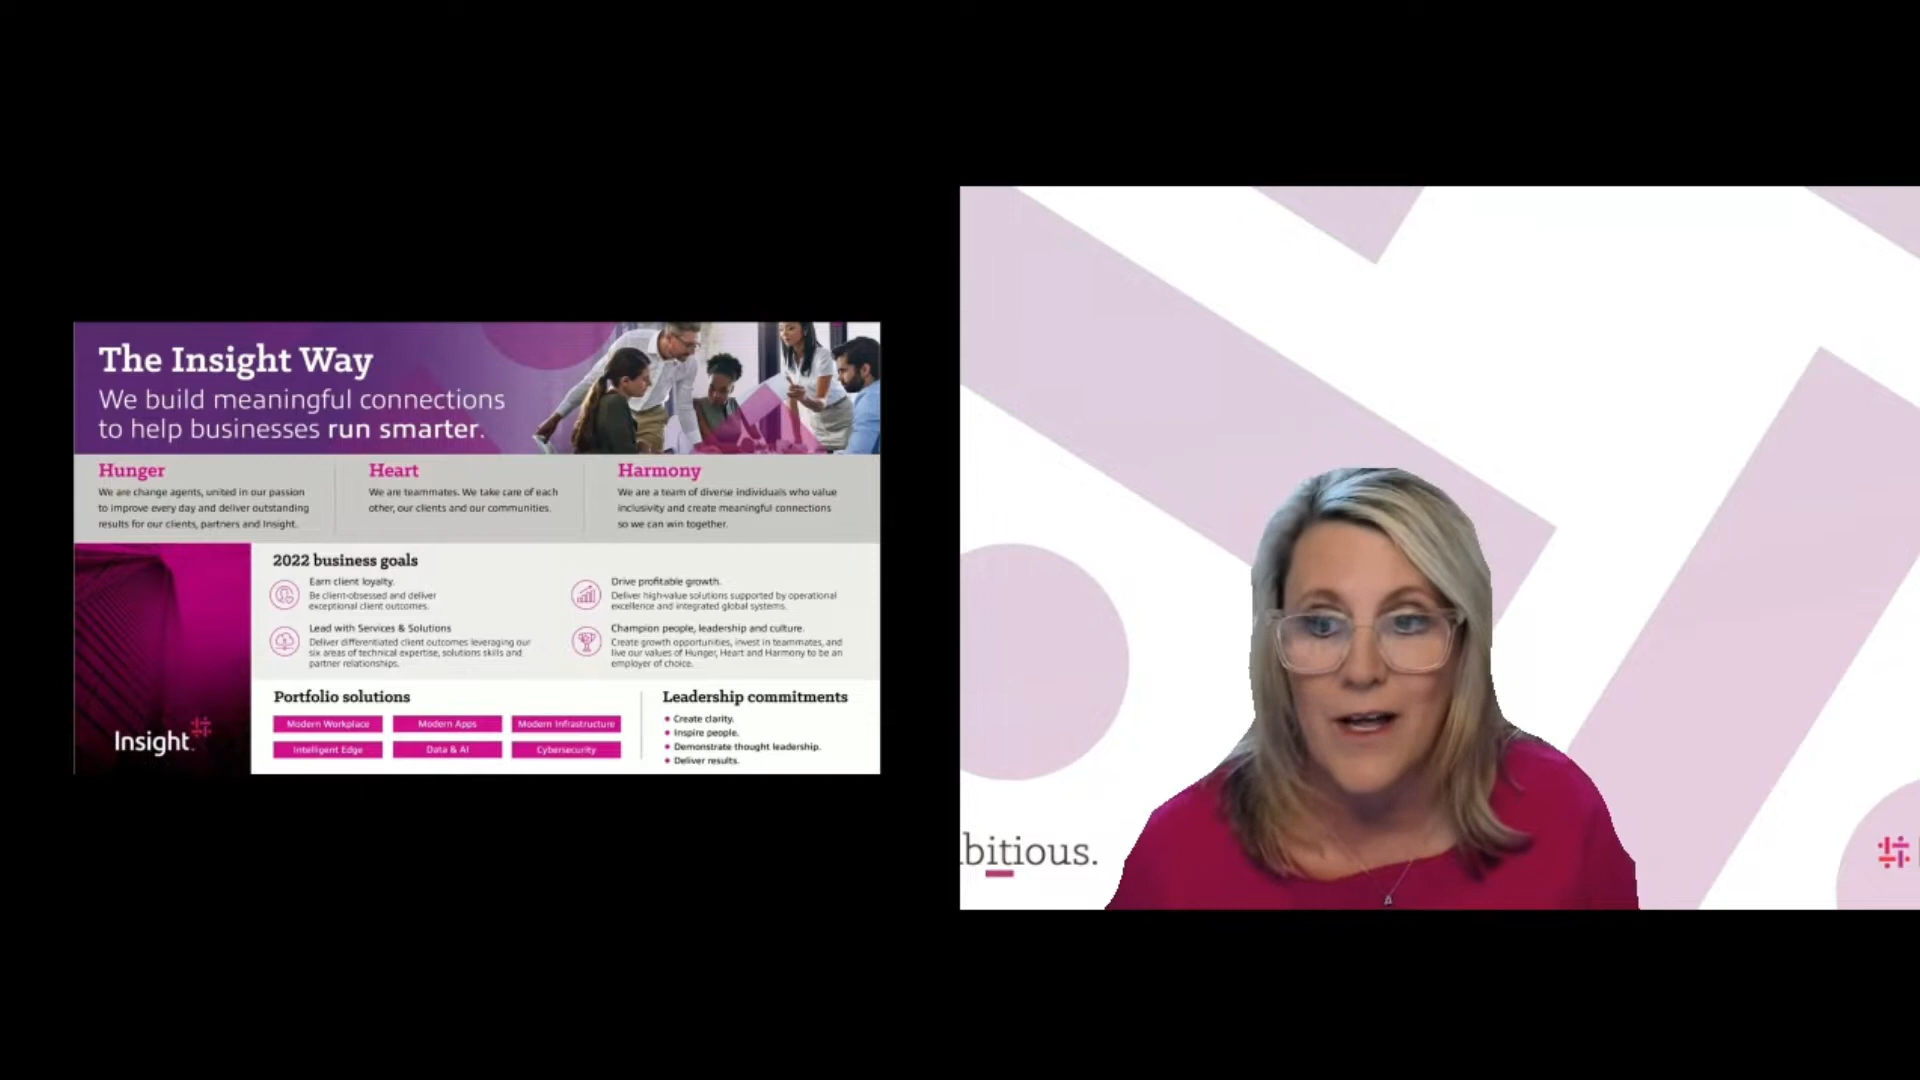 The Insight Way
We build meaningful connections
to help businesses run smarter.
Hunger
We are change agents, united in our passion
to improve every day and deliver outstanding
results for our clients, partners and Insight.
Heart
We are teammates. We take care of each
other, our clients and our communities.
Harmony
We are a team of diverse individuals who value
inclusivity and create meaningful connections
so we can win together.
2022 business goals
Earn client loyalty.
Be client-obsessed and deliver
exceptional client outcomes.
Drive profitable growth.
Deliver high-value solutions supported by operational
excellence and integrated global systems.
Lead with Services & Solutions
Deliver differentiated client outcomes leveraging our
six areas of technical expertise, solutions skills and
partner relationships.
Champion people, leadership and culture.
Create growth opportunities, invest in teammates, and
live our values of Hunger, Heart and Harmony to be an
employer of choice.
Portfolio solutions
Modern Workplace
Modern Apps
Modern Infrastructure
Intelligent Edge
Data & AI
Cybersecurity
Leadership commitments
• Create clarity.
• Inspire people.
• Demonstrate thought leadership.
• Deliver results.
Insight
bitious.
A